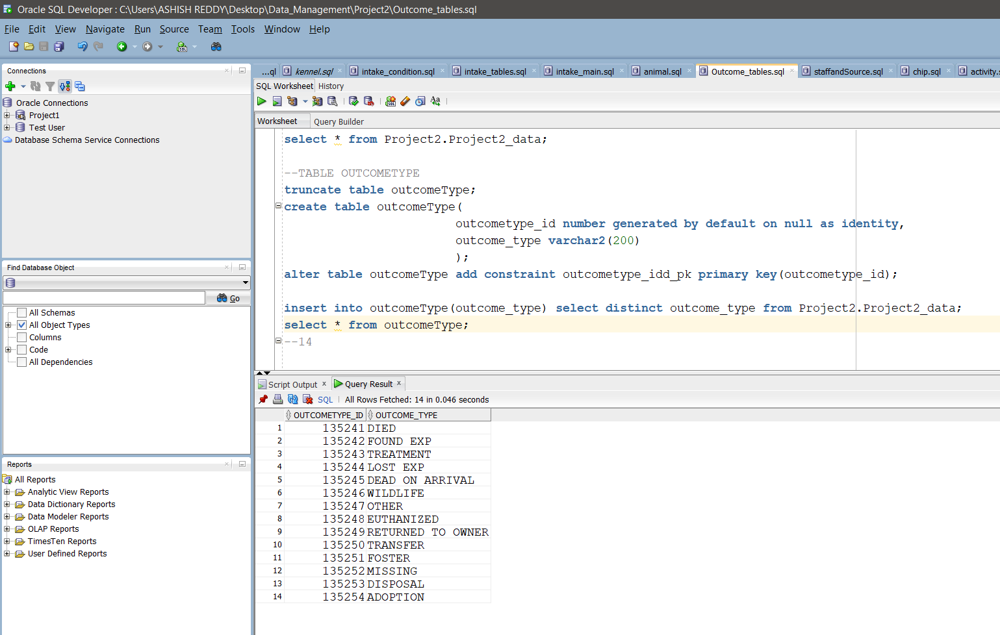 Oracle SQL Developer : C:\Users\ASHISH REDDY\Desktop\Data_Management\Project2\Outcome_tables.sql
File Edit View Navigate Run Source Team Tools Window Help
Connections
Oracle Connections
Project1
Test User
Database Schema Service Connections
Find Database Object
Go
All Schemas
All Object Types
Columns
Code
All Dependencies
Reports
All Reports
Analytic View Reports
Data Dictionary Reports
Data Modeler Reports
OLAP Reports
TimesTen Reports
User Defined Reports
...ql kennel.sql intake_condition.sql intake_tables.sql intake_main.sql animal.sql Outcome_tables.sql staffandSource.sql chip.sql activity.s
SQL Worksheet History
Worksheet Query Builder
select * from Project2.Project2_data;
--TABLE OUTCOMETYPE
truncate table outcomeType;
create table outcomeType(
outcometype_id number generated by default on null as identity,
outcome_type varchar2(200)
);
alter table outcomeType add constraint outcometype_idd_pk primary key(outcometype_id);
insert into outcomeType(outcome_type) select distinct outcome_type from Project2.Project2_data;
select * from outcomeType;
--14
Script Output x Query Result x
SQL | All Rows Fetched: 14 in 0.046 seconds
OUTCOMETYPE_ID OUTCOME_TYPE
1 135241 DIED
2 135242 FOUND EXP
3 135243 TREATMENT
4 135244 LOST EXP
5 135245 DEAD ON ARRIVAL
6 135246 WILDLIFE
7 135247 OTHER
8 135248 EUTHANIZED
9 135249 RETURNED TO OWNER
10 135250 TRANSFER
11 135251 FOSTER
12 135252 MISSING
13 135253 DISPOSAL
14 135254 ADOPTION